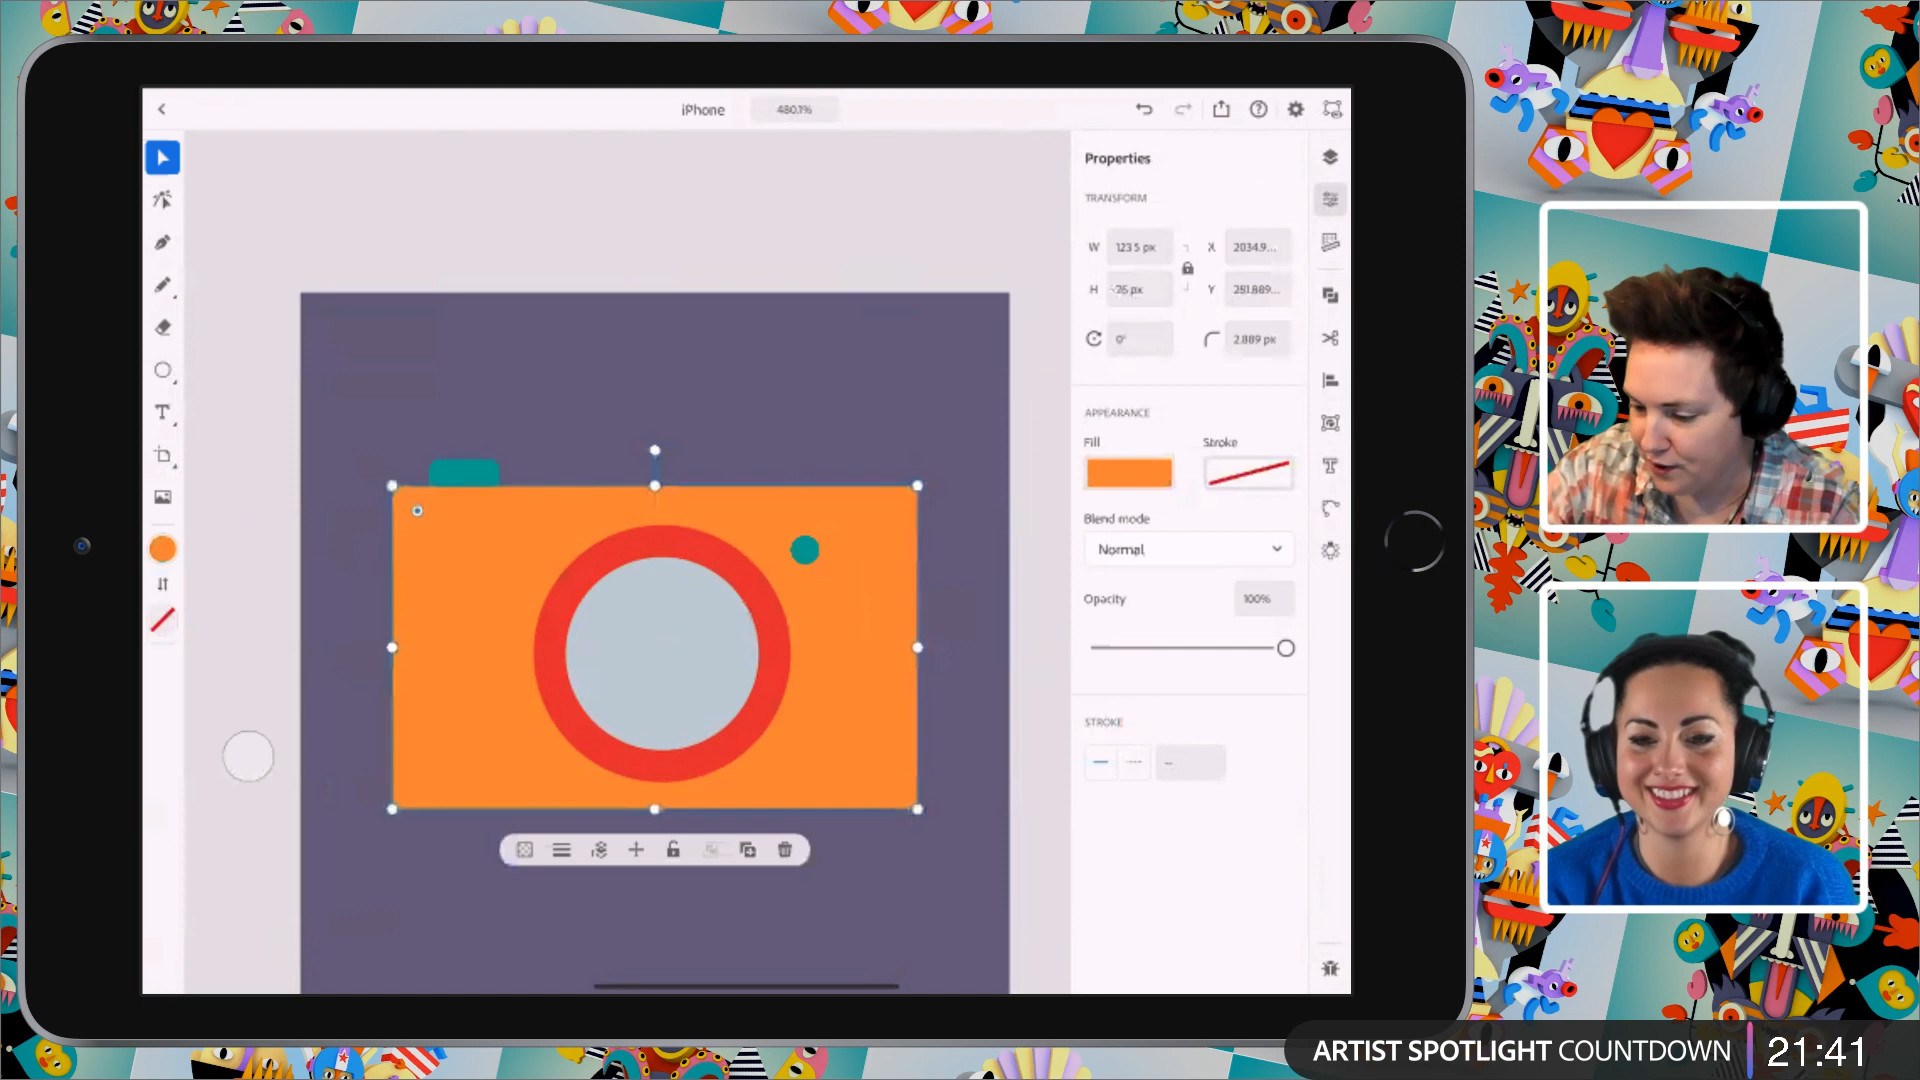 iPhone
480.1%
Properties
TRANSFORM
W 123.5 px X 2034.9...
H 75 px Y 251.889...
0° 2.889 px
APPEARANCE
Fill Stroke
Blend mode
Normal
Opacity 100%
STROKE
ARTIST SPOTLIGHT COUNTDOWN 21:41